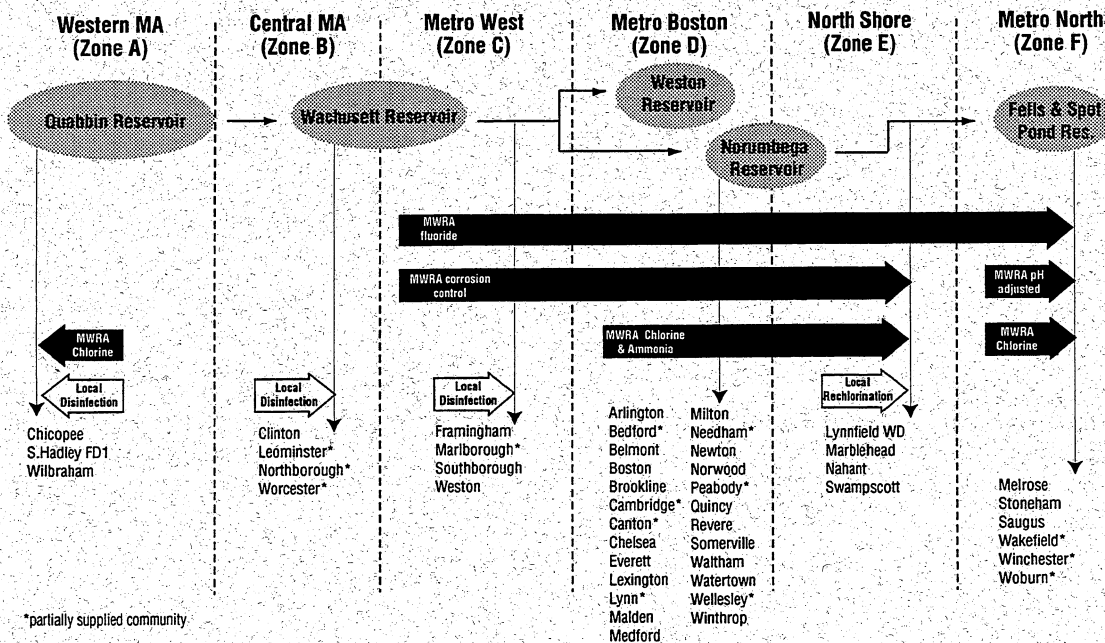 Western MA
(Zone A)
Central MA
(Zone B)
Metro West
(Zone C)
Metro Boston
(Zone D)
North Shore
(Zone E)
Metro North
(Zone F)
Quabbin Reservoir
Wachusett Reservoir
Weston
Reservoir
Norumbega
Reservoir
Fells & Spot
Pond Res.
MWRA
fluoride
MWRA corrosion
control
MWRA pH
adjusted
MWRA
Chlorine
MWRA Chlorine
& Ammonia
MWRA
Chlorine
Local
Disinfection
Local
Disinfection
Local
Disinfection
Local
Rechlorination
Chicopee
S.Hadley FD1
Wilbraham
Clinton
Leominster*
Northborough*
Worcester*
Framingham
Marlborough*
Southborough
Weston
Arlington
Bedford*
Belmont
Boston
Brookline
Cambridge*
Canton*
Chelsea
Everett
Lexington
Lynn*
Malden
Medford
Milton
Needham*
Newton
Norwood
Peabody*
Quincy
Revere
Somerville
Waltham
Watertown
Wellesley*
Winthrop
Lynnfield WD
Marblehead
Nahant
Swampscott
Melrose
Stoneham
Saugus
Wakefield*
Winchester*
Woburn*
*partially supplied community